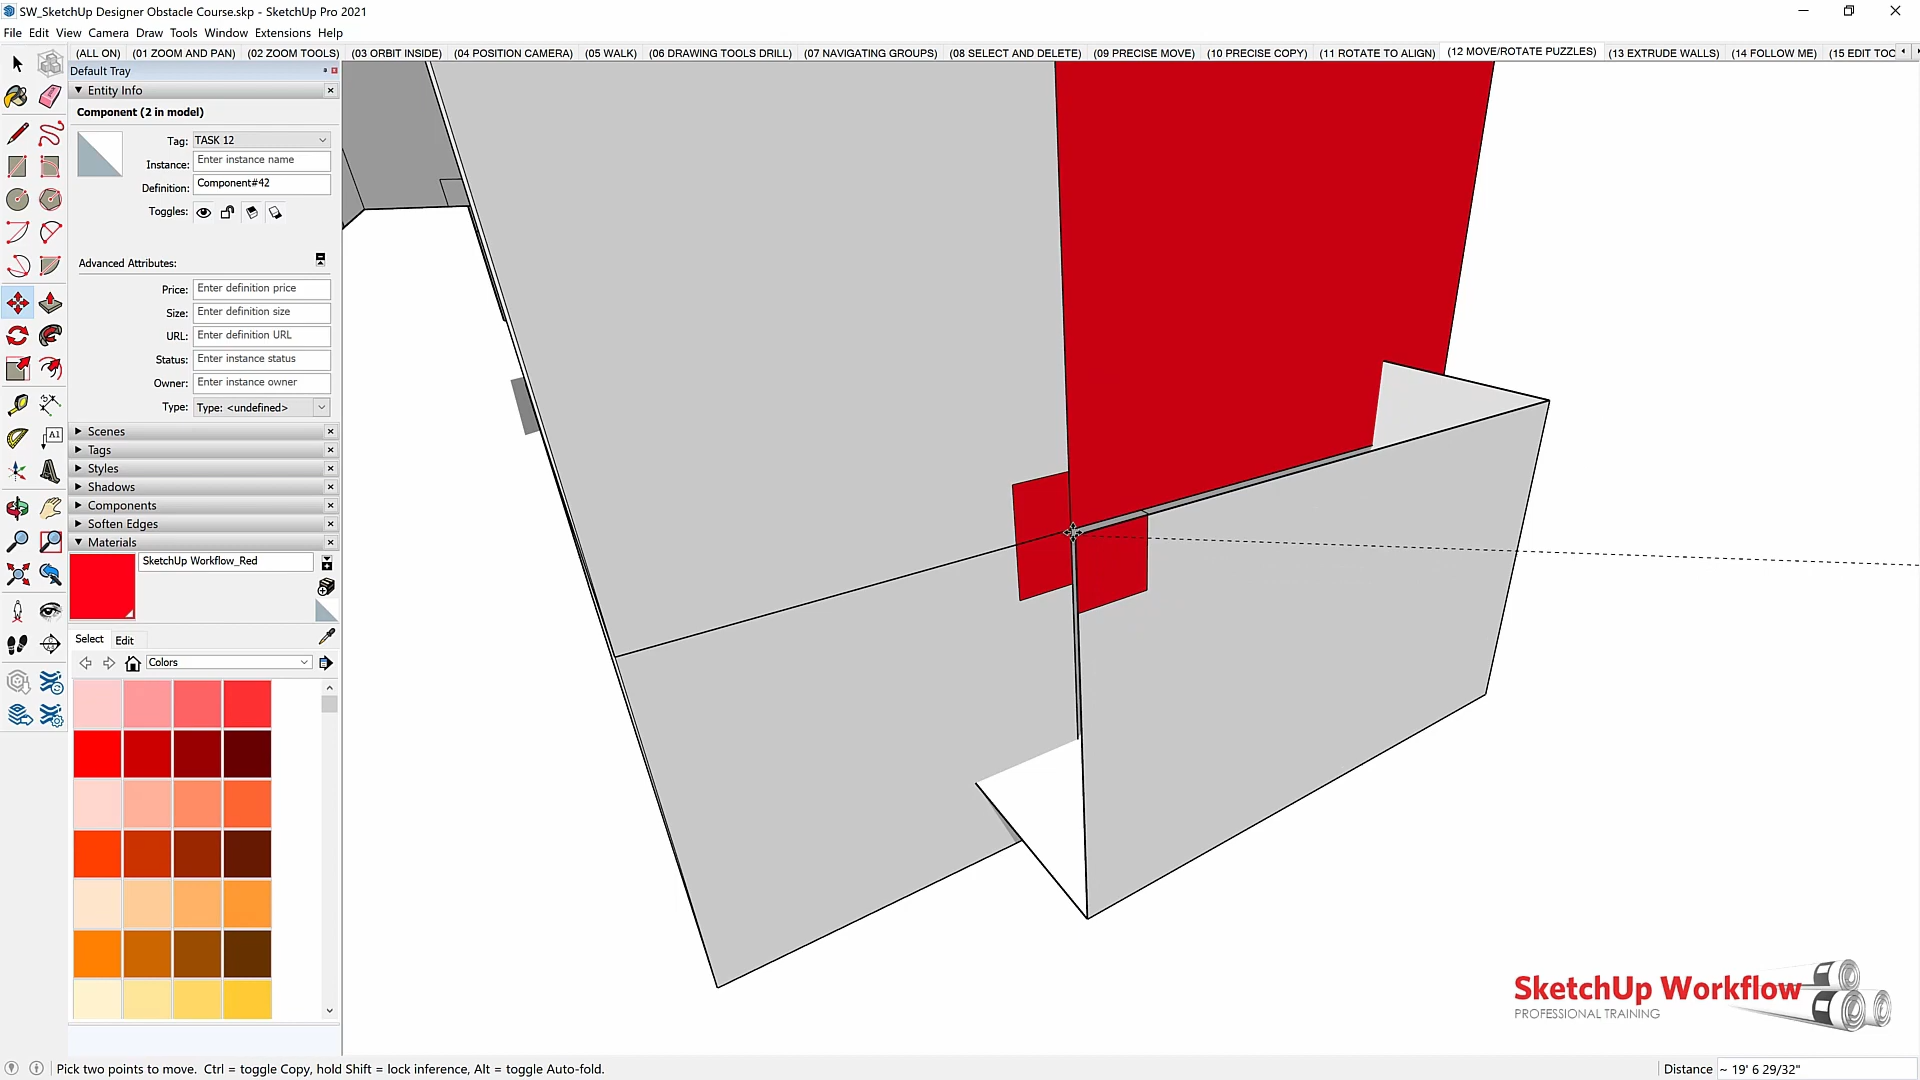 SW_SketchUp Designer Obstacle Course.skp - SketchUp Pro 2021
File Edit View Camera Draw Tools Window Extensions Help
(ALL ON) (01 ZOOM AND PAN) (02 ZOOM TOOLS) (03 ORBIT INSIDE) (04 POSITION CAMERA) (05 WALK) (06 DRAWING TOOLS DRILL) (07 NAVIGATING GROUPS) (08 SELECT AND DELETE) (09 PRECISE MOVE) (10 PRECISE COPY) (11 ROTATE TO ALIGN) (12 MOVE/ROTATE PUZZLES) (13 EXTRUDE WALLS) (14 FOLLOW ME) (15 EDIT TOO
Default Tray
Entity Info
Component (2 in model)
Tag: TASK 12
Instance: Enter instance name
Definition: Component#42
Toggles:
Advanced Attributes:
Price: Enter definition price
Size: Enter definition size
URL: Enter definition URL
Status: Enter instance status
Owner: Enter instance owner
Type: Type: <undefined>
Scenes
Tags
Styles
Shadows
Components
Soften Edges
Materials
SketchUp Workflow_Red
Select Edit
Colors
A1
SketchUp Workflow
PROFESSIONAL TRAINING
Pick two points to move. Ctrl = toggle Copy, hold Shift = lock inference, Alt = toggle Auto-fold.
Distance ~ 19' 6 29/32"